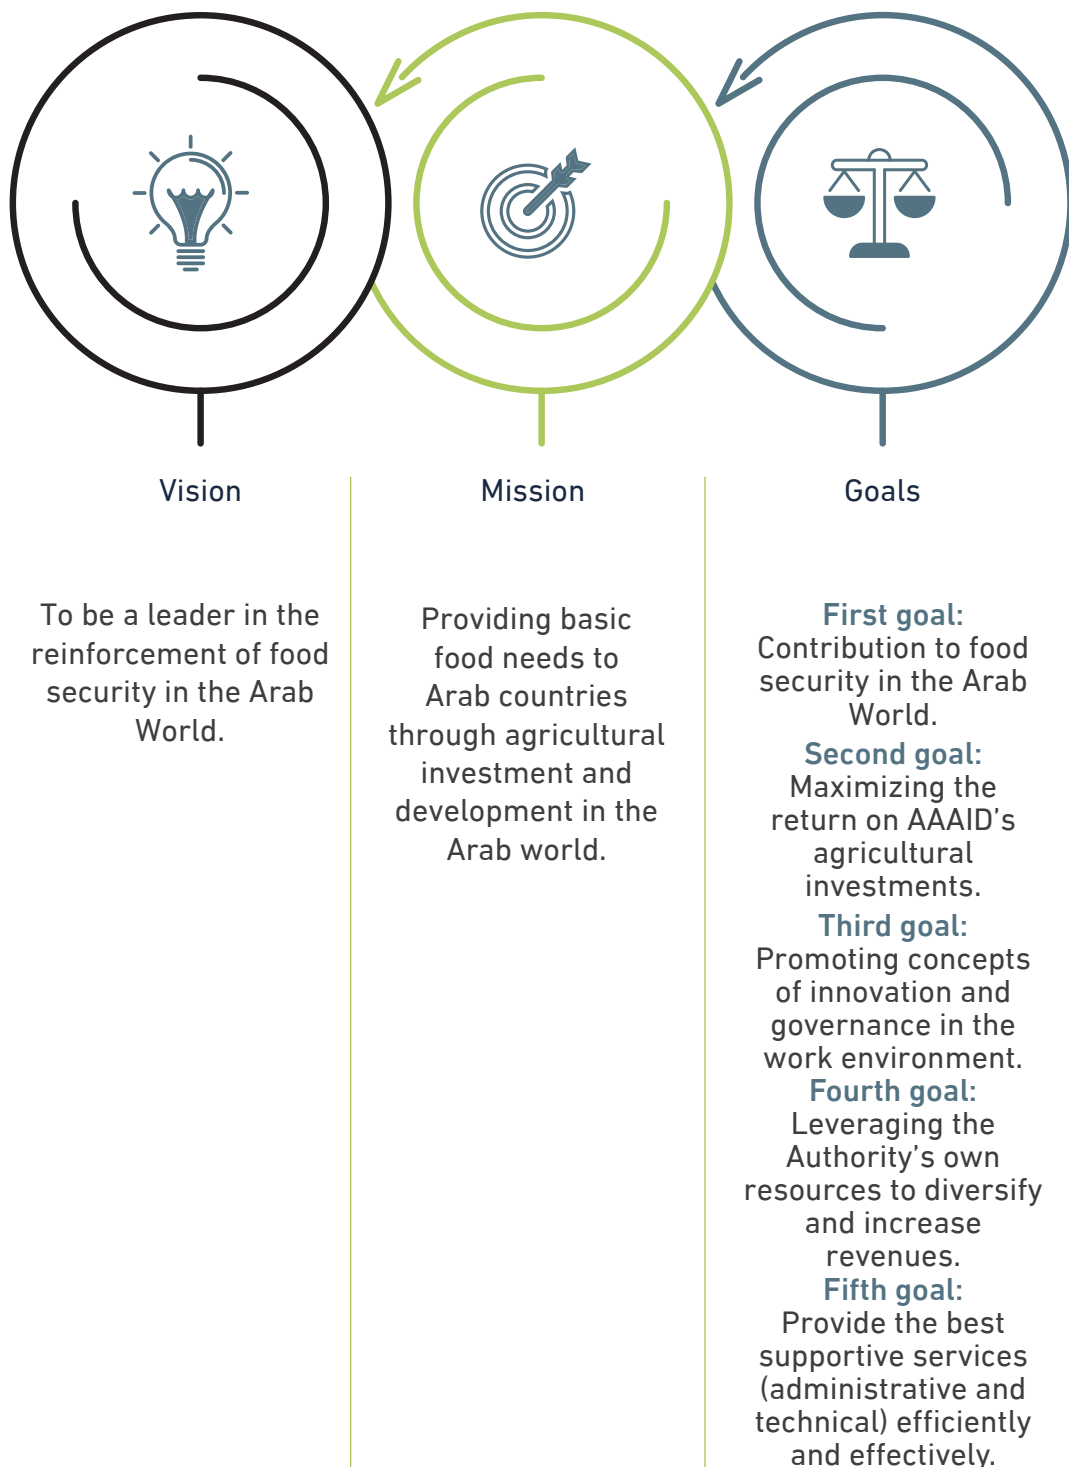 Vision
To be a leader in the
reinforcement of food
security in the Arab
World.
Mission
Providing basic
food needs to
Arab countries
through agricultural
investment and
development in the
Arab world.
Goals
First goal:
Contribution to food
security in the Arab
World.
Second goal:
Maximizing the
return on AAAID’s
agricultural
investments.
Third goal:
Promoting concepts
of innovation and
governance in the
work environment.
Fourth goal:
Leveraging the
Authority’s own
resources to diversify
and increase
revenues.
Fifth goal:
Provide the best
supportive services
(administrative and
technical) efficiently
and effectively.